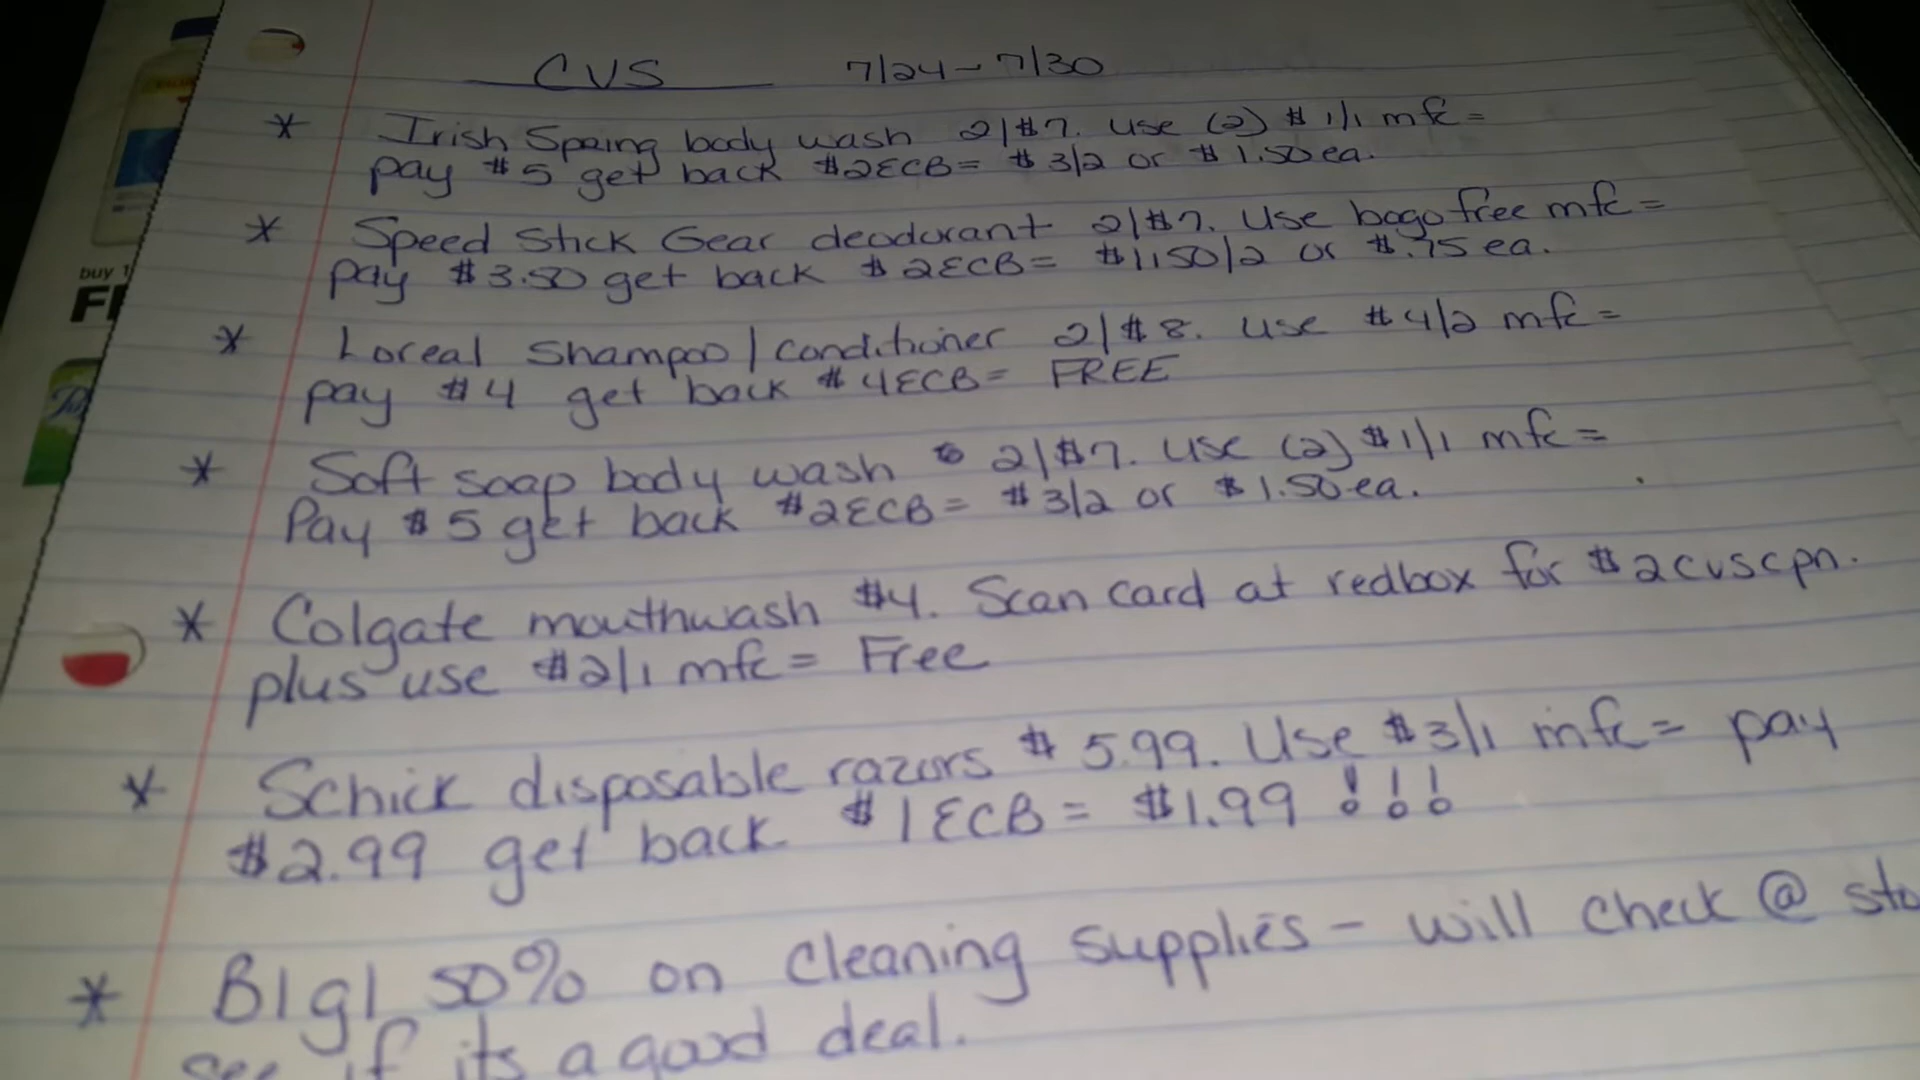 CVS 7/24-7/30
* Irish Spring body wash 2/$7. Use (2) $1/1 mfc=
pay $5 get back $2ECB= $3/2 or $1.50ea.
* Speed Stick Gear deodorant 2/$7. Use bogo free mfc=
pay $3.50 get back $2ECB= $1.50/2 or $.75 ea.
* Loreal Shampoo/conditioner 2/$8. Use $4/2 mfc=
pay $4 get back $4ECB= FREE
* Soft soap body wash 2/$7. Use (2) $1/1 mfc=
Pay $5 get back $2ECB= $3/2 or $1.50ea.
* Colgate mouthwash $4. Scan card at redbox for $2cvscpn.
plus use $2/1 mfc= Free
* Schick disposable razors $5.99. Use $3/1 mfc= pay
$2.99 get back $1ECB= $1.99 !!!
* B1g1 50% on cleaning supplies - will check @ sto
see if its a good deal.
buy 1